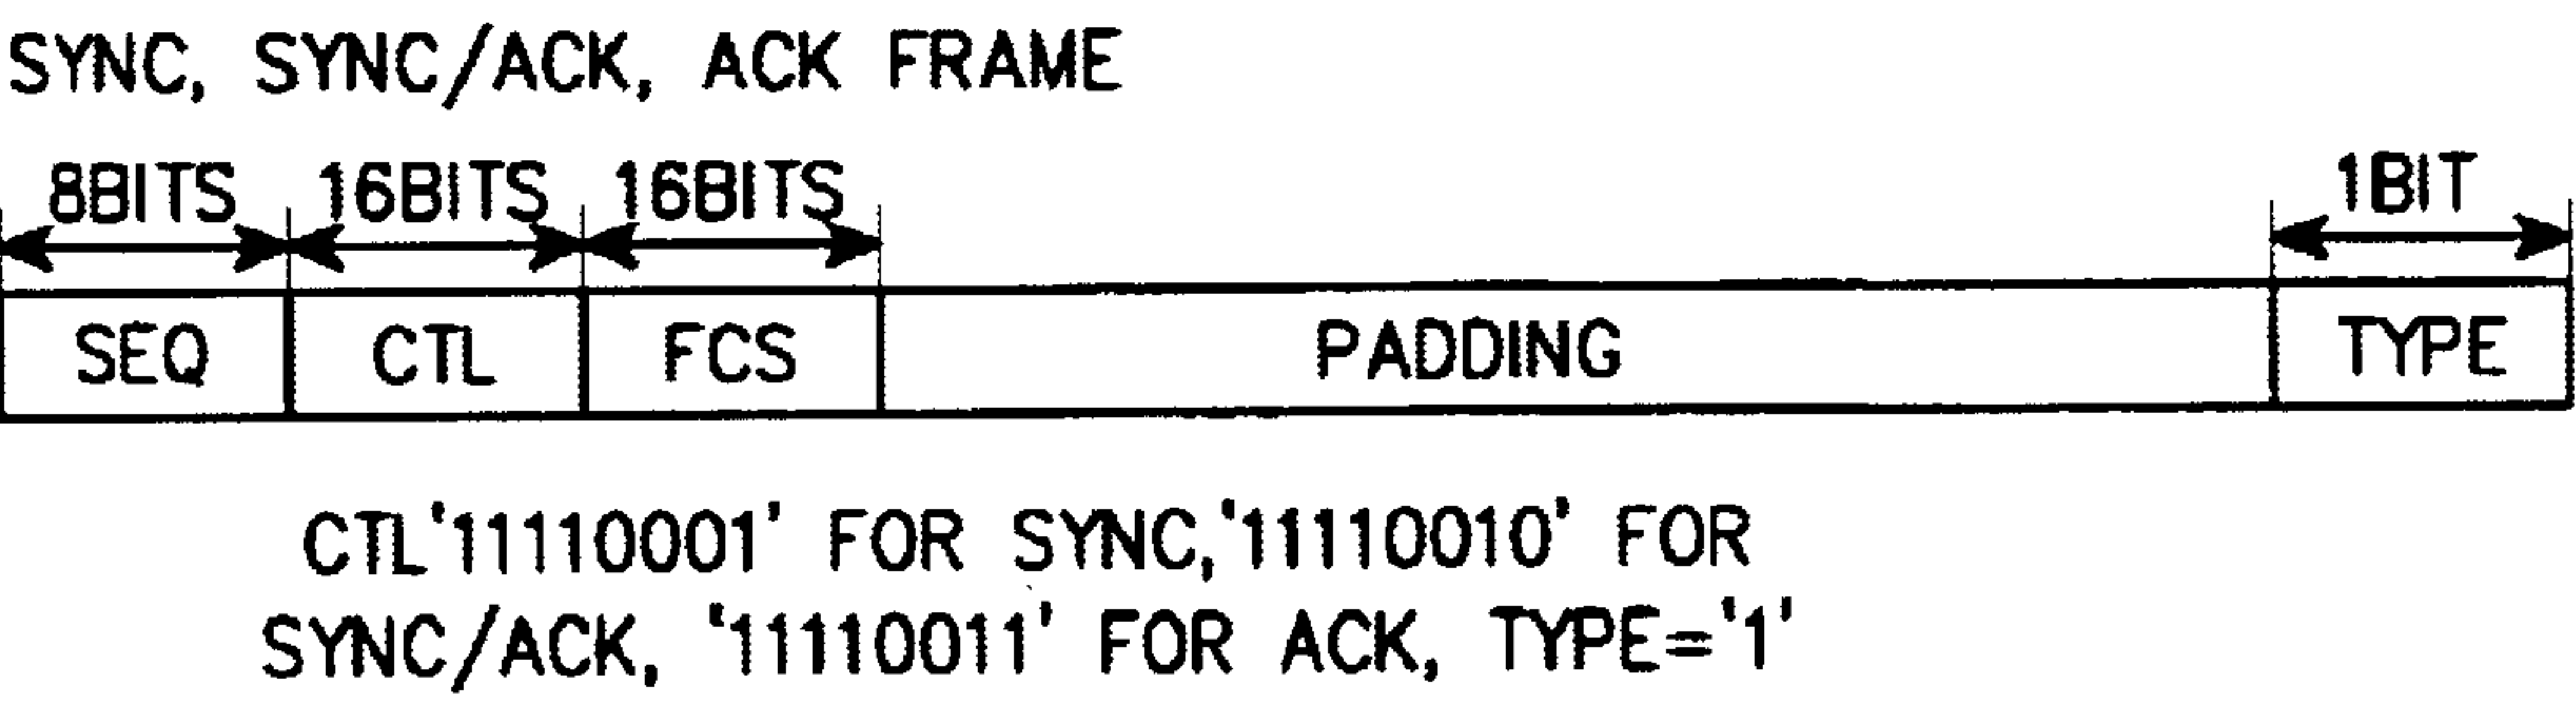 SYNC, SYNC/ACK, ACK FRAME
8BITS 16BITS 16BITS 1BIT
SEQ CTL FCS PADDING TYPE
CTL'11110001' FOR SYNC,'11110010' FOR
SYNC/ACK, '11110011' FOR ACK, TYPE='1'